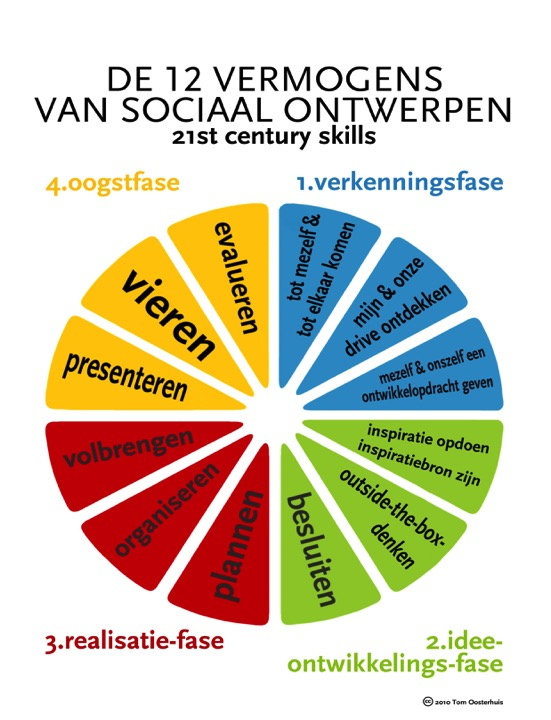 DE 12 VERMOGENS
VAN SOCIAAL ONTWERPEN
21st century skills
4.oogstfase
1.verkenningsfase
tot mezelf &
tot elkaar komen
mijn & onze
drive ontdekken
mezelf & onszelf een
ontwikkelopdracht geven
inspiratie opdoen
inspiratiebron zijn
outside-the-box-
denken
besluiten
plannen
organiseren
volbrengen
presenteren
vieren
evalueren
3.realisatie-fase
2.idee-
ontwikkelings-fase
cc 2010 Tom Oosterhuis